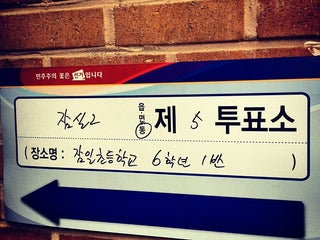 민주주의 꽃은 선거입니다
잠실2 읍면동 제 5 투표소
(장소명 : 잠일초등학교 6학년 1반 )